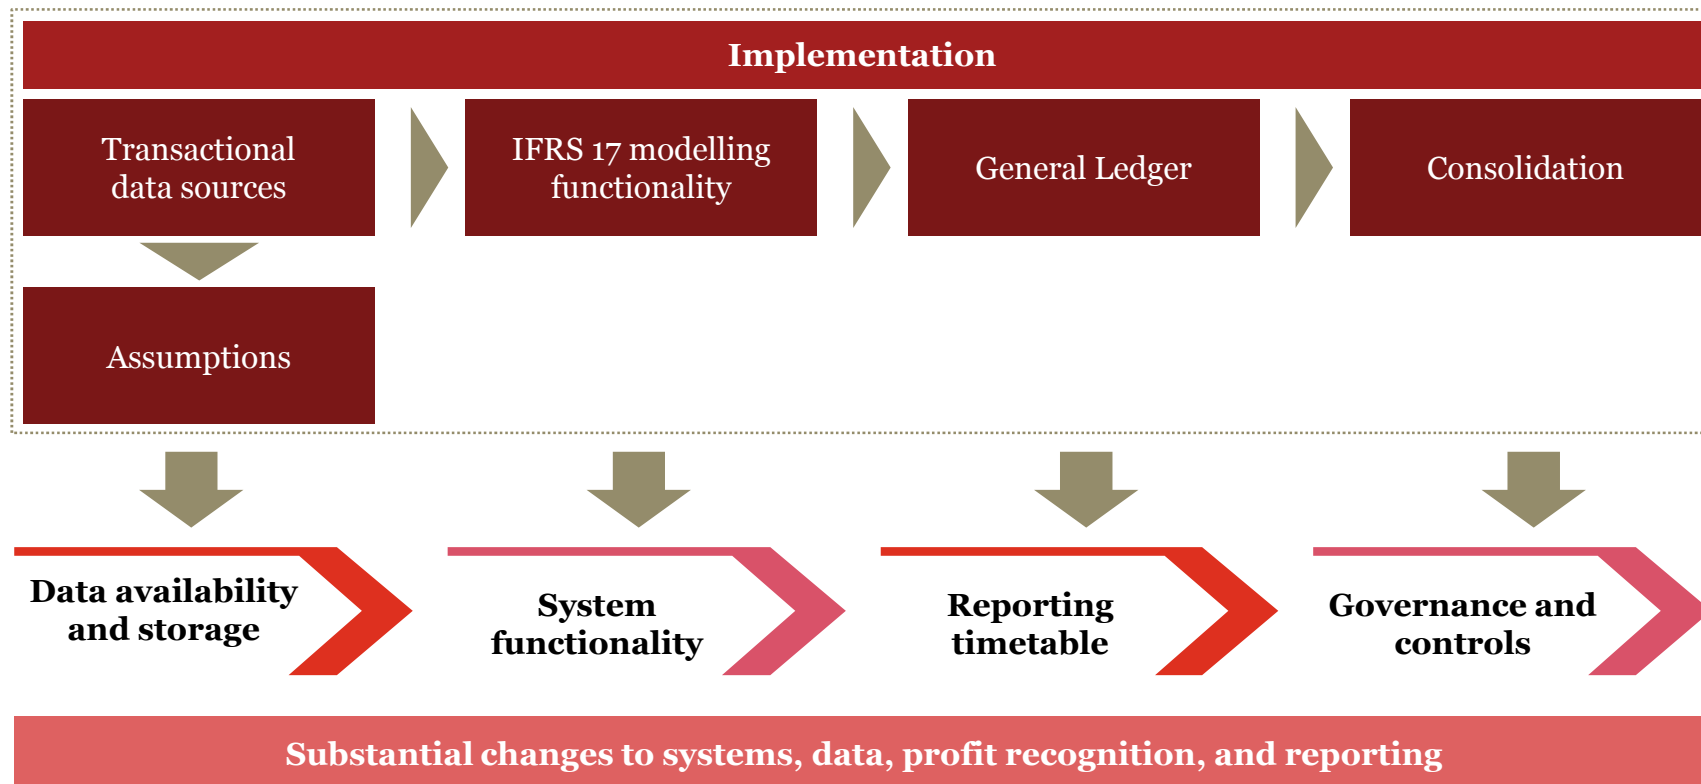 Implementation
Transactional
data sources
IFRS 17 modelling
functionality
General Ledger
Consolidation
Assumptions
Data availability
and storage
System
functionality
Reporting
timetable
Governance and
controls
Substantial changes to systems, data, profit recognition, and reporting